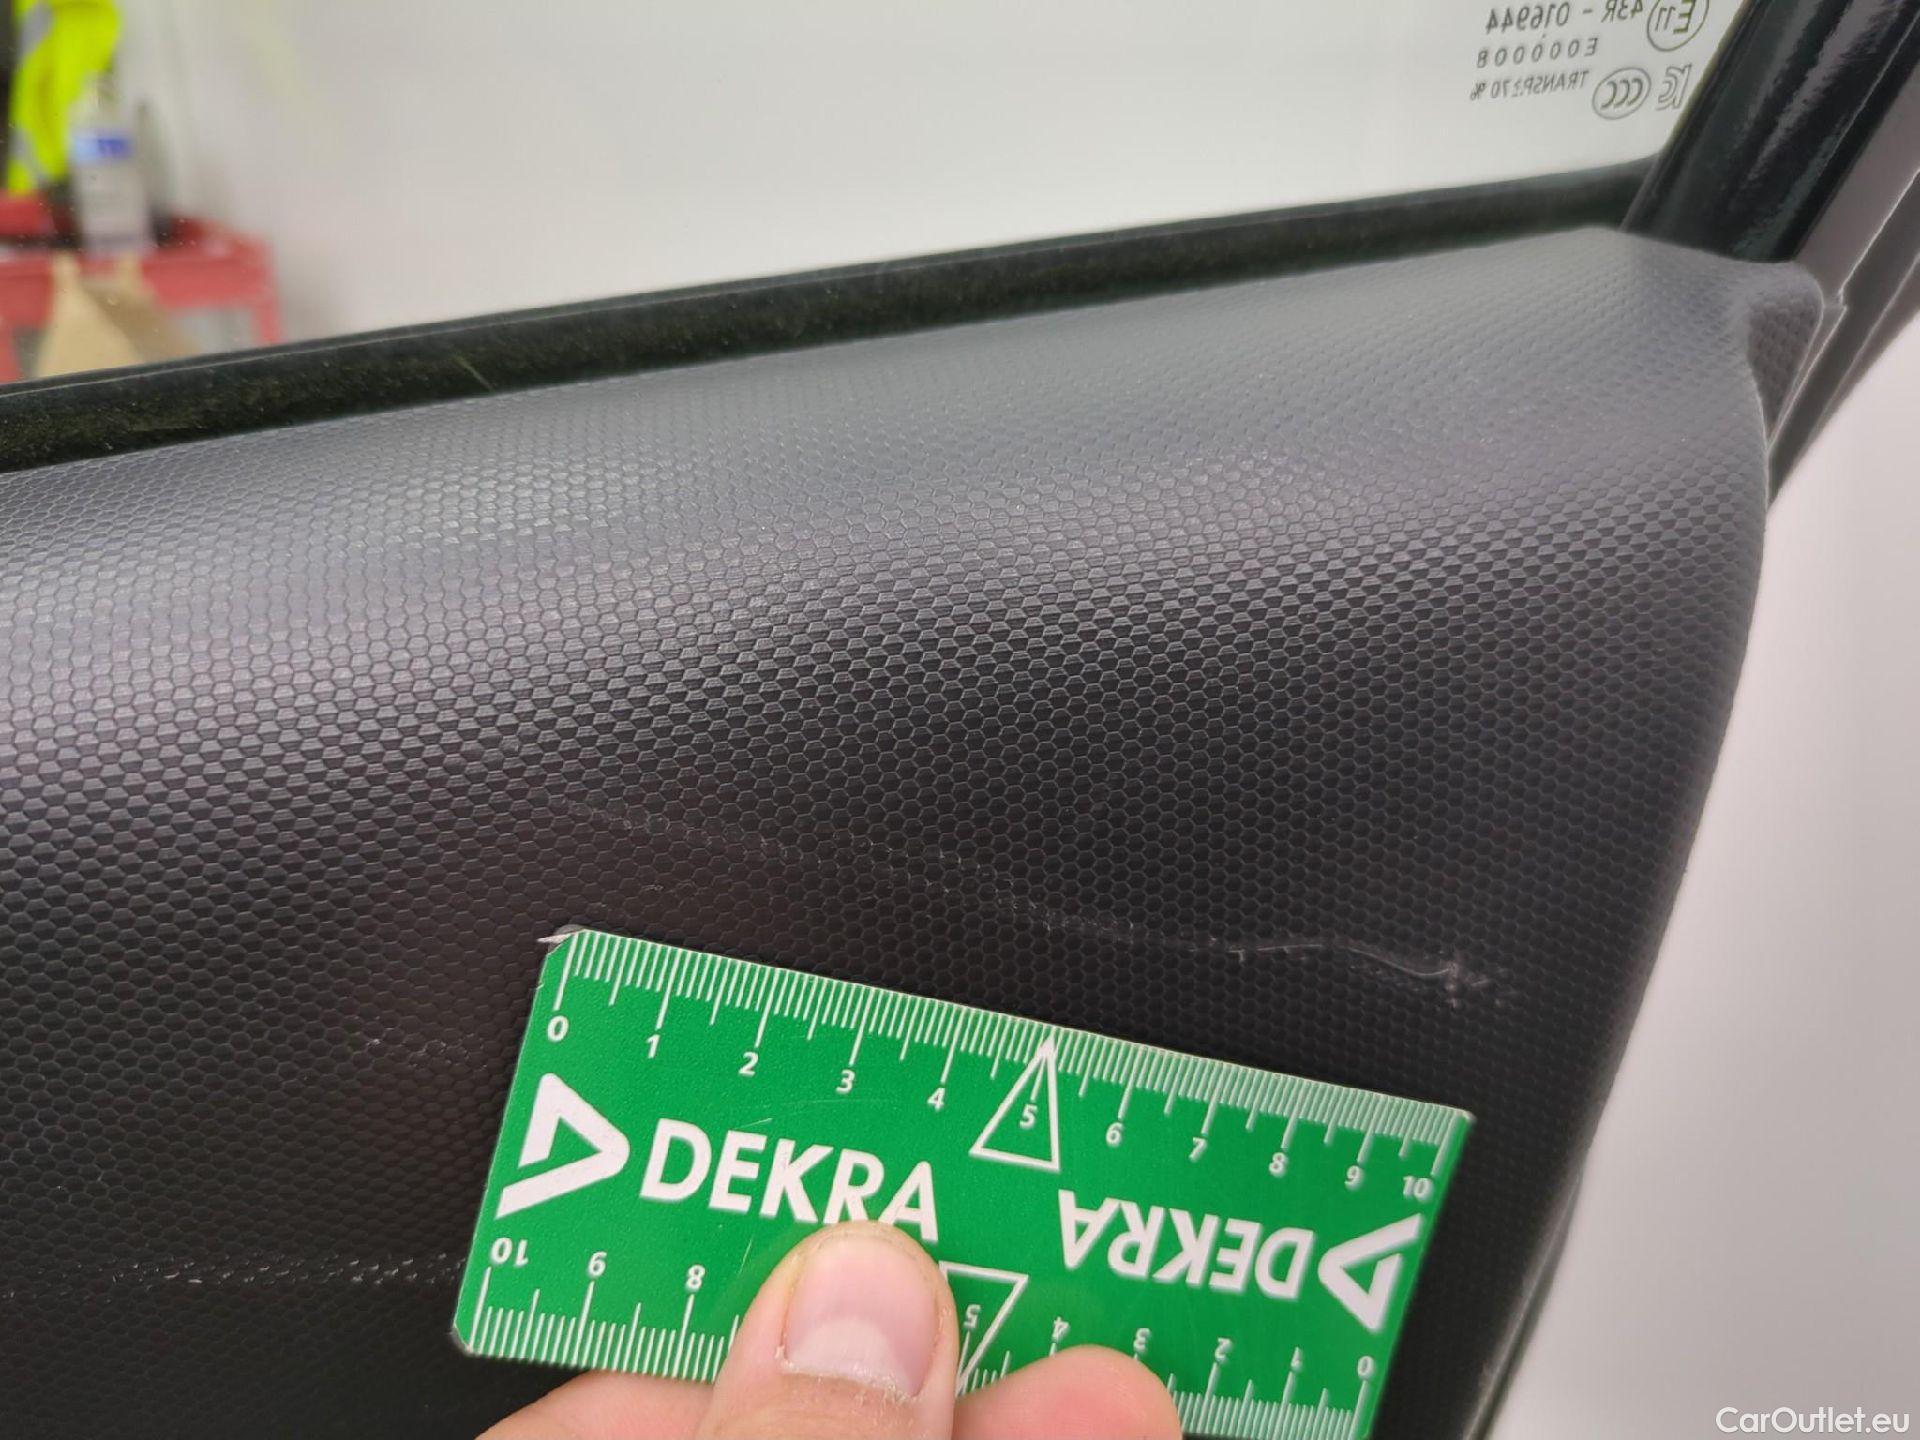 E11 43R - 016944
E000008
CCC TRANSP.≥70%
0 1 2 3 4 5 6 7 8 9 10
DEKRA
DEKRA
10 9 8 5 4 3 2 1 0
CarOutlet.eu